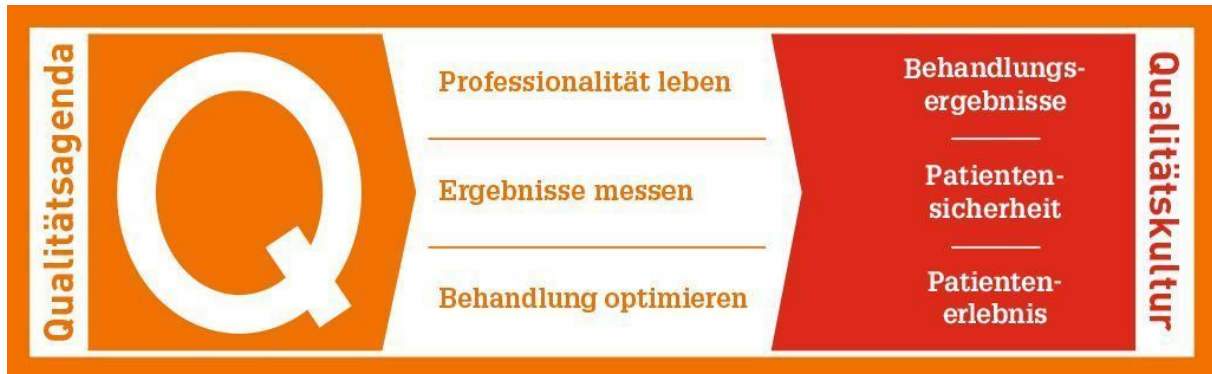 Qualitätsagenda
Q
Professionalität leben
Ergebnisse messen
Behandlung optimieren
Behandlungs-
ergebnisse
Patienten-
sicherheit
Patienten-
erlebnis
Qualitätskultur